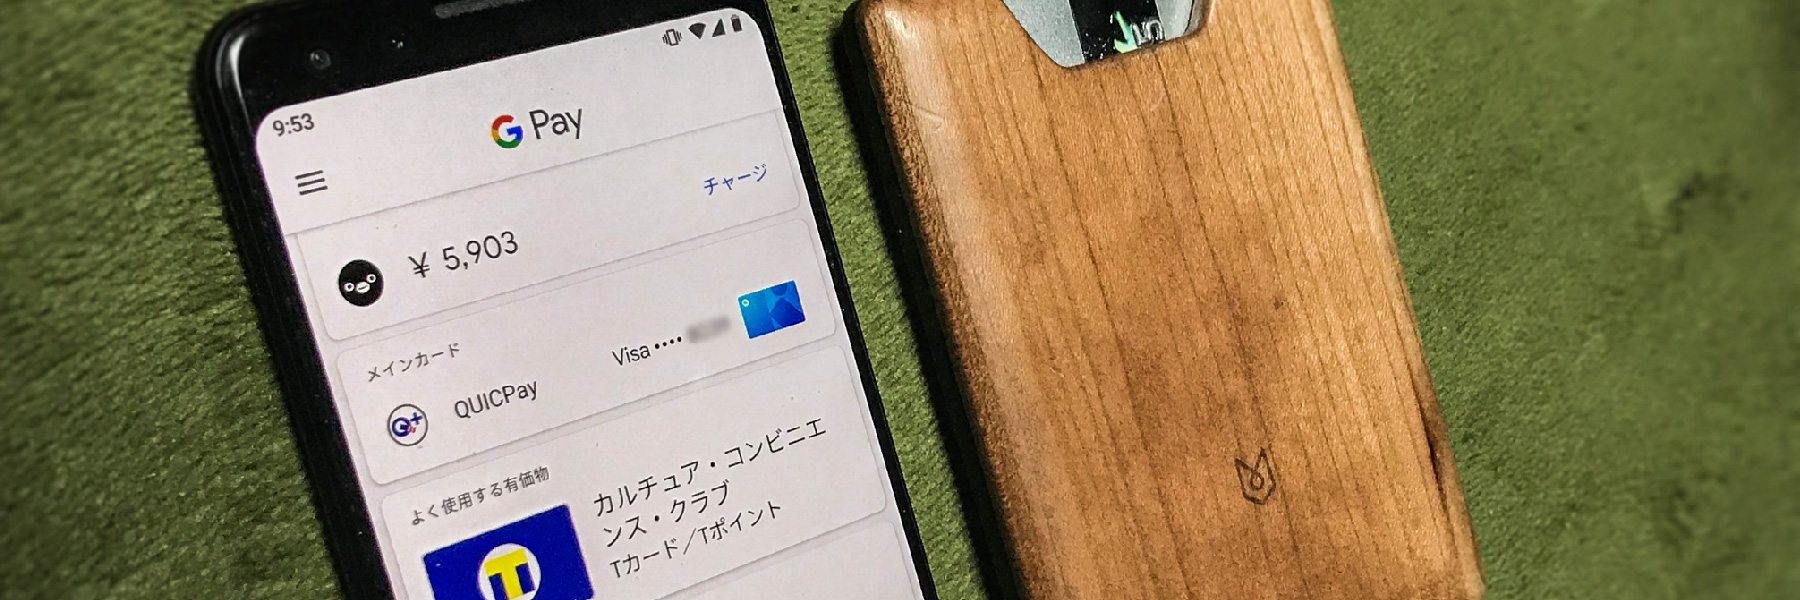 9:53
G Pay
チャージ
¥ 5,903
メインカード
Visa ••••
QUICPay
よく使用する有価物
カルチュア・コンビニエ
ンス・クラブ
Tカード/Tポイント
T